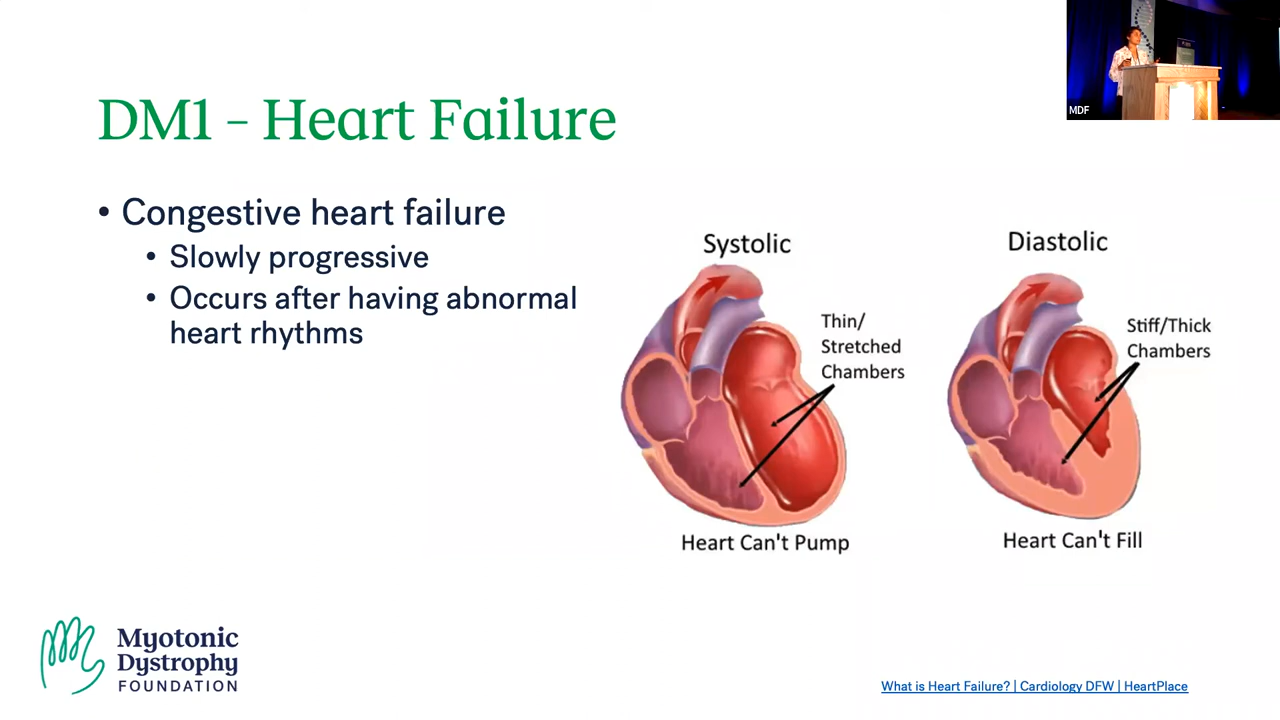 MDF
DM1 – Heart Failure
• Congestive heart failure
• Slowly progressive
• Occurs after having abnormal
heart rhythms
Systolic
Thin/
Stretched
Chambers
Heart Can't Pump
Diastolic
Stiff/Thick
Chambers
Heart Can't Fill
Myotonic
Dystrophy
FOUNDATION
What is Heart Failure? | Cardiology DFW | HeartPlace